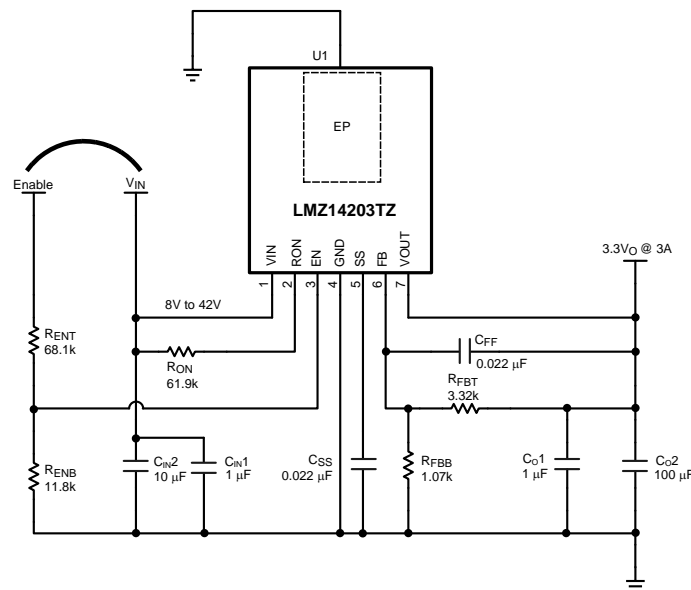 U1
EP
LMZ14203TZ
VIN
RON
EN
GND
SS
FB
VOUT
1
2
3
4
5
6
7
Enable
VIN
8V to 42V
3.3VO @ 3A
RENT
68.1k
RON
61.9k
CFF
0.022 μF
RFBT
3.32k
RENB
11.8k
CIN2
10 μF
CIN1
1 μF
CSS
0.022 μF
RFBB
1.07k
CO1
1 μF
CO2
100 μF